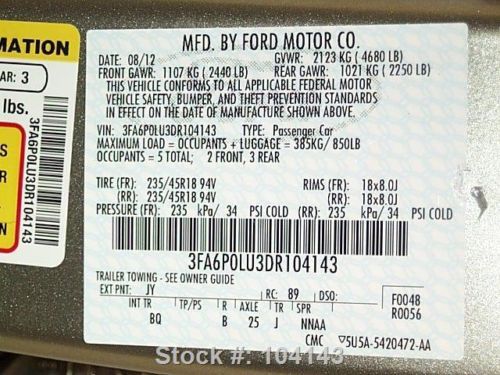 MATION
AR: 3
lbs.
3FA6P0LU3DR104143
MFD. BY FORD MOTOR CO.
DATE: 08/12 GVWR: 2123 KG (4680 LB)
FRONT GAWR: 1107 KG (2440 LB) REAR GAWR: 1021 KG (2250 LB)
THIS VEHICLE CONFORMS TO ALL APPLICABLE FEDERAL MOTOR
VEHICLE SAFETY, BUMPER, AND THEFT PREVENTION STANDARDS
IN EFFECT ON THE DATE OF MANUFACTURE SHOWN ABOVE.
VIN: 3FA6P0LU3DR104143 TYPE: Passenger Car
MAXIMUM LOAD = OCCUPANTS + LUGGAGE = 385KG/ 850LB
OCCUPANTS = 5 TOTAL; 2 FRONT, 3 REAR
TIRE (FR): 235/45R18 94V RIMS (FR): 18x8.0J
(RR): 235/45R18 94V (RR): 18x8.0J
PRESSURE (FR): 235 kPa/ 34 PSI COLD (RR): 235 kPa/ 34 PSI COLD
3FA6P0LU3DR104143
TRAILER TOWING - SEE OWNER GUIDE
EXT PNT: JY RC: 89 DSO: F0048
INT TR TP/PS R AXLE TR SPR R0056
BQ B 25 J NNAA
CMC 5U5A-5420472-AA
Stock #: 104143